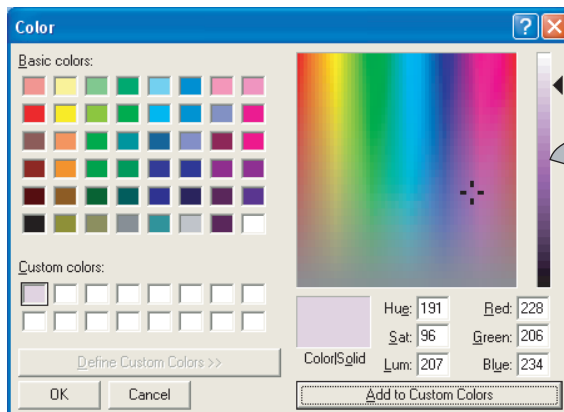 Color
Basic colors:
Custom colors:
Define Custom Colors >>
OK Cancel
Color|Solid
Hue: 191 Red: 228
Sat: 96 Green: 206
Lum: 207 Blue: 234
Add to Custom Colors